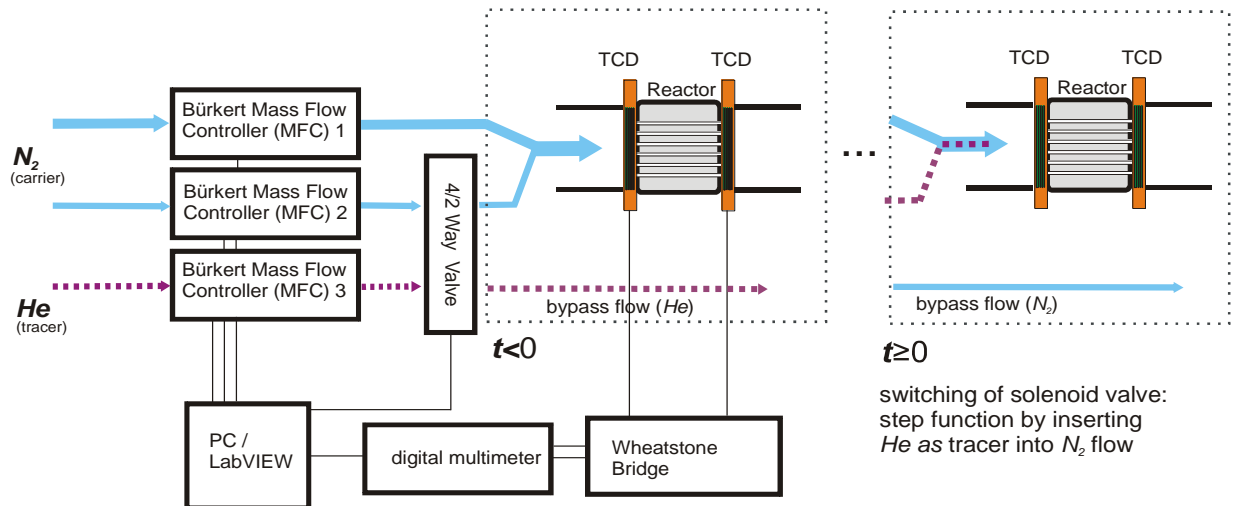 N₂
(carrier)
He
(tracer)
Bürkert Mass Flow
Controller (MFC) 1
Bürkert Mass Flow
Controller (MFC) 2
Bürkert Mass Flow
Controller (MFC) 3
4/2 Way Valve
TCD
TCD
Reactor
bypass flow (He)
t<0
...
TCD
TCD
Reactor
bypass flow (N₂)
t≥0
switching of solenoid valve:
step function by inserting
He as tracer into N₂ flow
PC /
LabVIEW
digital multimeter
Wheatstone
Bridge